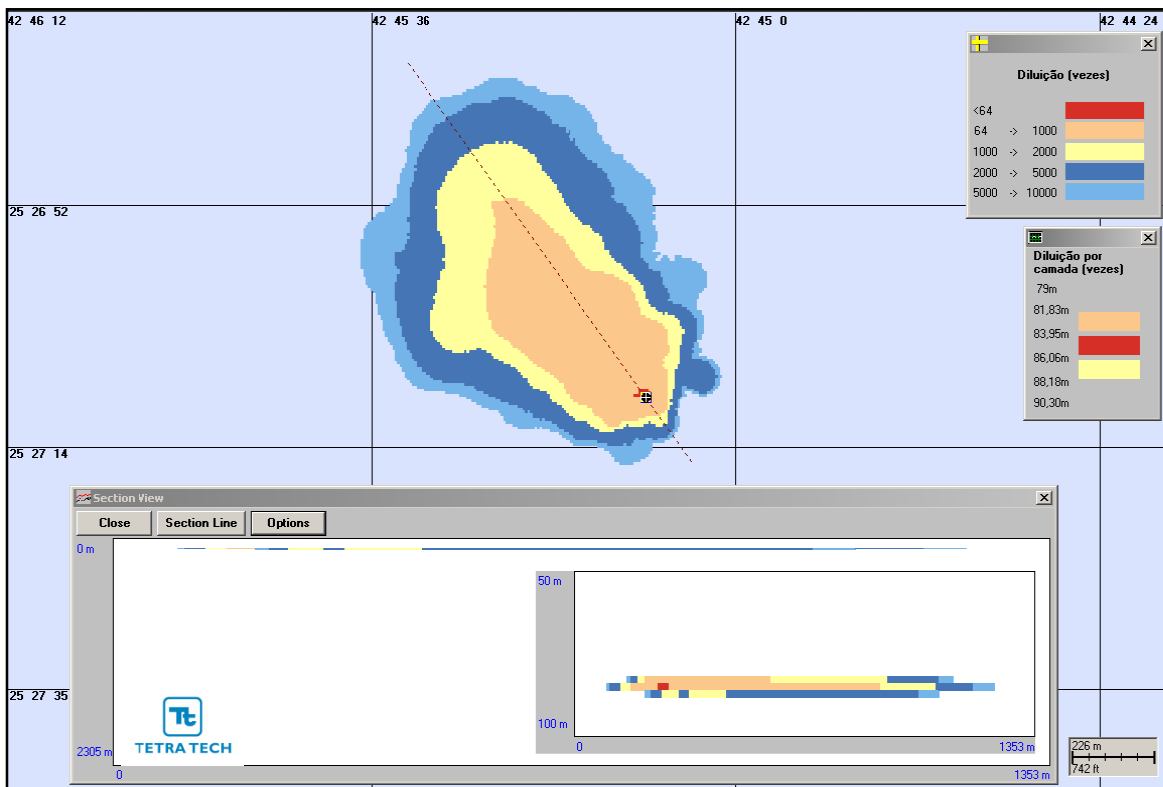 42 46 12
42 45 36
42 45 0
42 44 24
Diluição (vezes)
<64
64 -> 1000
1000 -> 2000
2000 -> 5000
5000 -> 10000
25 26 52
Diluição por
camada (vezes)
79m
81,83m
83,95m
86,06m
88,18m
90,30m
25 27 14
Section View
Close
Section Line
Options
0 m
50 m
100 m
0
1353 m
25 27 35
Tt
TETRA TECH
2305 m
0
1353 m
226 m
742 ft